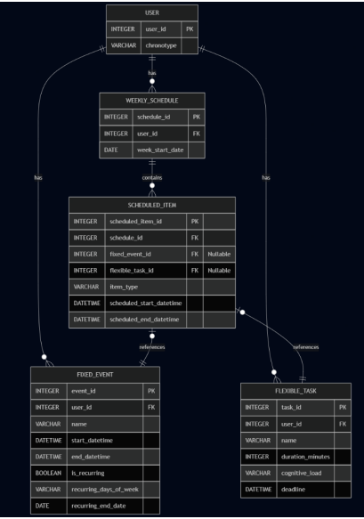 USER
INTEGER user_id PK
VARCHAR chronotype
has
WEEKLY_SCHEDULE
INTEGER schedule_id PK
INTEGER user_id FK
DATE week_start_date
has
contains
has
SCHEDULED_ITEM
INTEGER scheduled_item_id PK
INTEGER schedule_id FK
INTEGER fixed_event_id FK Nullable
INTEGER flexible_task_id FK Nullable
VARCHAR item_type
DATETIME scheduled_start_datetime
DATETIME scheduled_end_datetime
references
references
FIXED_EVENT
INTEGER event_id PK
INTEGER user_id FK
VARCHAR name
DATETIME start_datetime
DATETIME end_datetime
BOOLEAN is_recurring
VARCHAR recurring_days_of_week
DATE recurring_end_date
FLEXIBLE_TASK
INTEGER task_id PK
INTEGER user_id FK
VARCHAR name
INTEGER duration_minutes
VARCHAR cognitive_load
DATETIME deadline